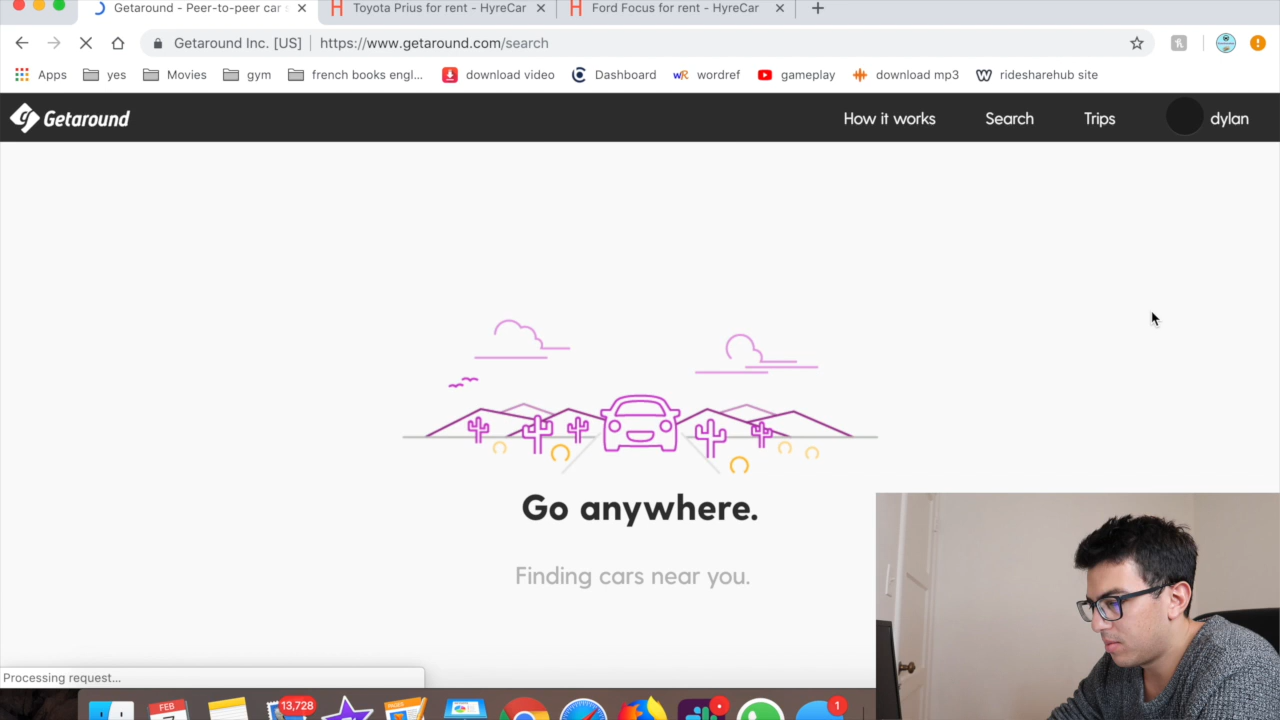 Getaround - Peer-to-peer car s
Toyota Prius for rent - HyreCar
Ford Focus for rent - HyreCar
Getaround Inc. [US]
https://www.getaround.com/search
Apps
yes
Movies
gym
french books engl...
download video
Dashboard
wR wordref
gameplay
download mp3
ridesharehub site
Getaround
How it works
Search
Trips
dylan
Go anywhere.
Finding cars near you.
Processing request...
FEB
7
13,728
PAGES
1